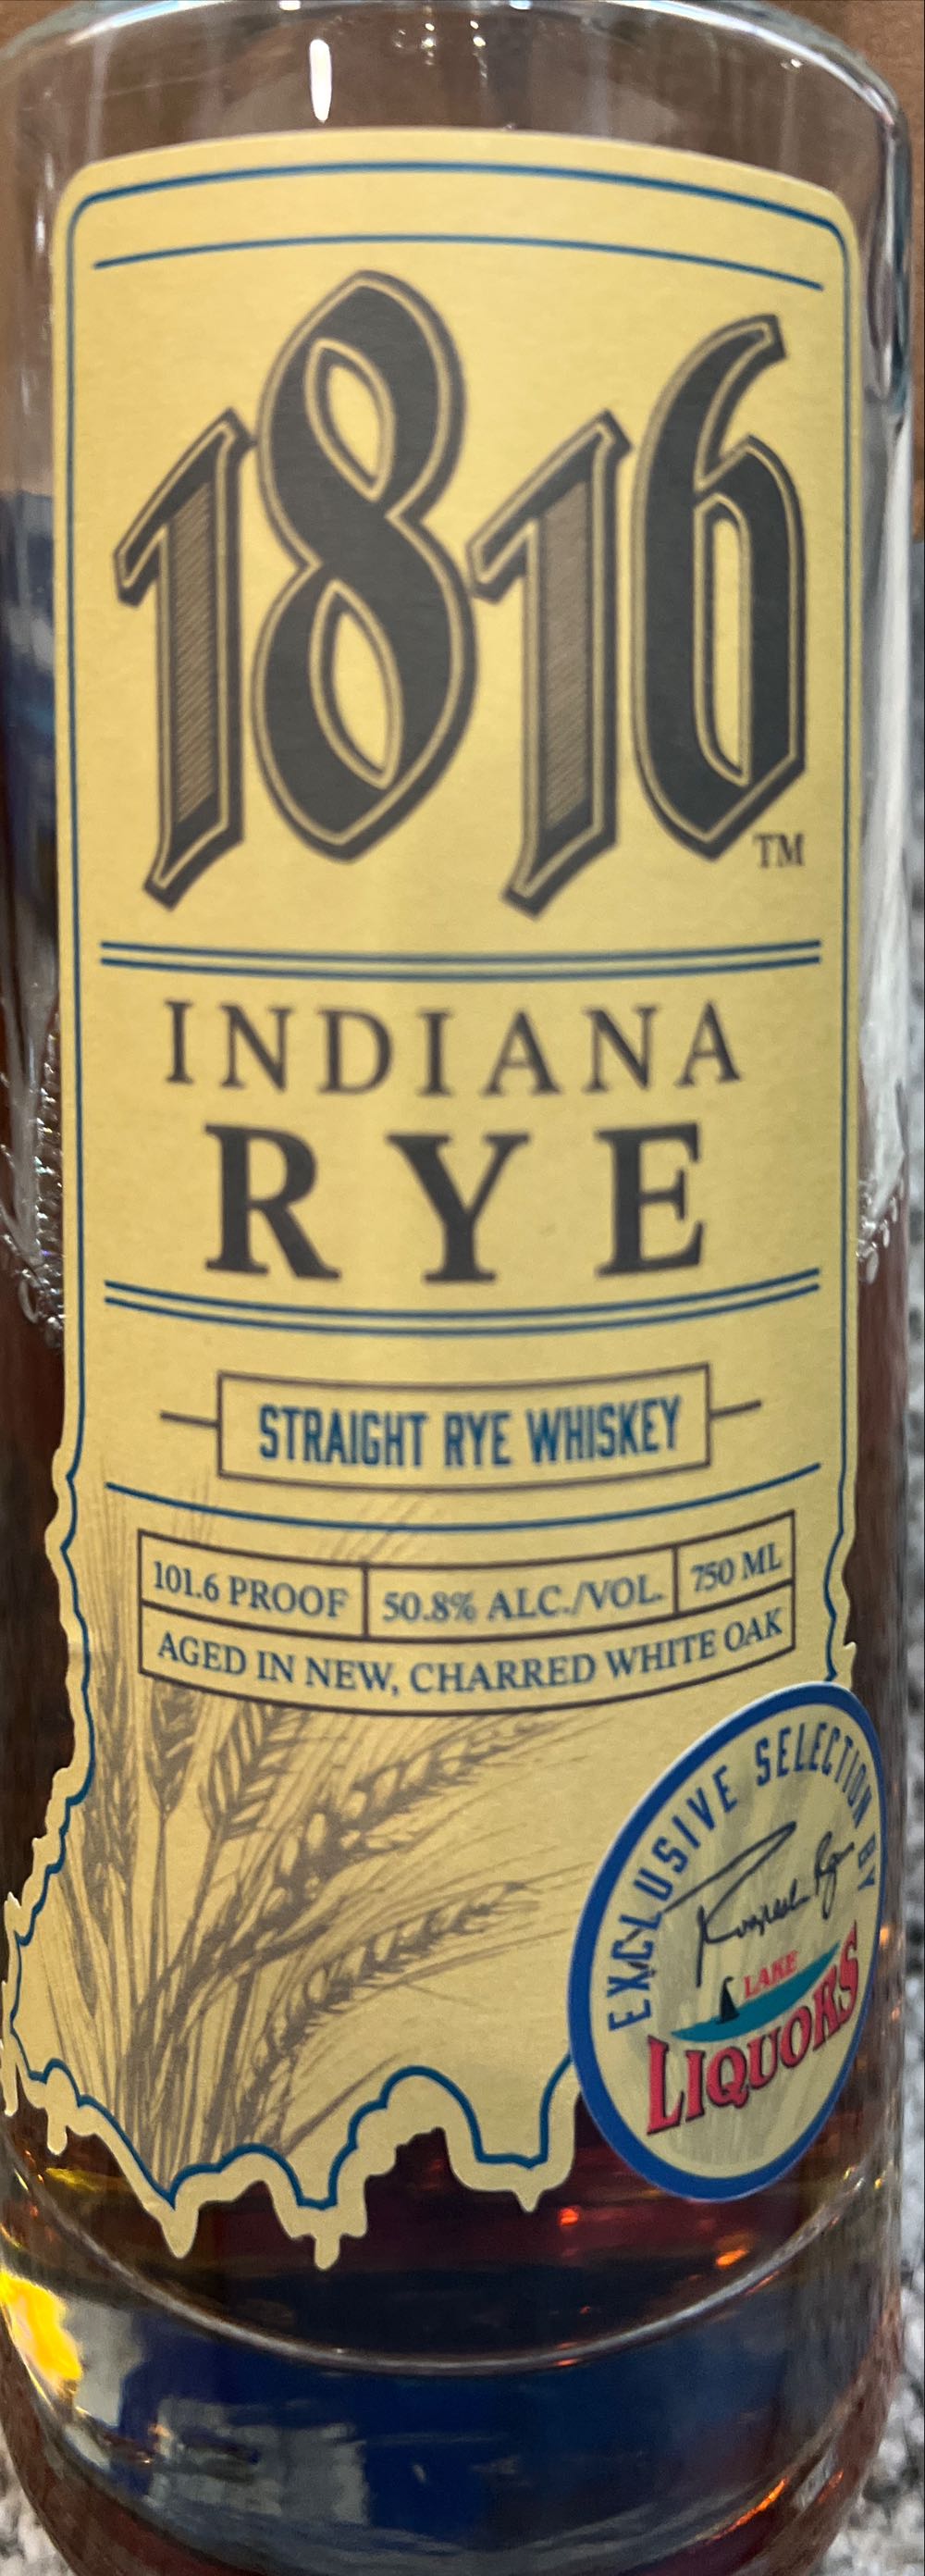 1816
TM
INDIANA
RYE
STRAIGHT RYE WHISKEY
101.6 PROOF 50.8% ALC./VOL. 750 ML
AGED IN NEW, CHARRED WHITE OAK
EXCLUSIVE SELECTION BY
LAKE
LIQUORS